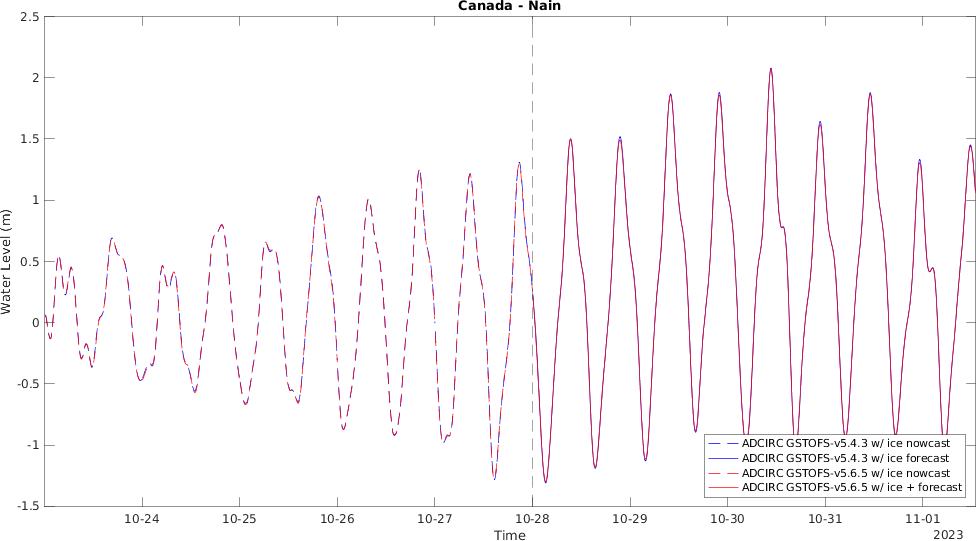 Canada - Nain
2.5
2
1.5
1
0.5
0
-0.5
-1
-1.5
Water Level (m)
10-24 10-25 10-26 10-27 10-28 10-29 10-30 10-31 11-01
Time
2023
ADCIRC GSTOFS-v5.4.3 w/ ice nowcast
ADCIRC GSTOFS-v5.4.3 w/ ice forecast
ADCIRC GSTOFS-v5.6.5 w/ ice nowcast
ADCIRC GSTOFS-v5.6.5 w/ ice + forecast